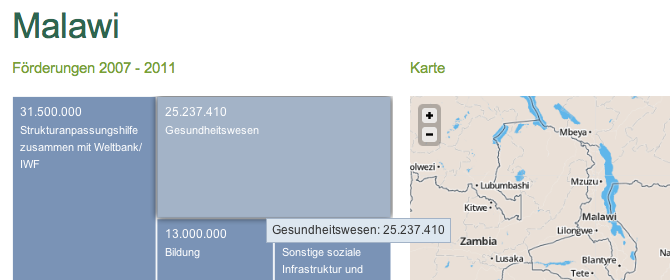 Malawi
Förderungen 2007 - 2011
Karte
31.500.000
Strukturanpassungshilfe
zusammen mit Weltbank/
IWF
25.237.410
Gesundheitswesen
13.000.000
Bildung
Gesundheitswesen: 25.237.410
Sonstige soziale
Infrastruktur und
+
−
Mbeya
olwezi
Lubumbashi
Mzuzu
Kitwe
Malawi
Lilongwe
Zambia
Lusaka
Blantyre
Tete
Na